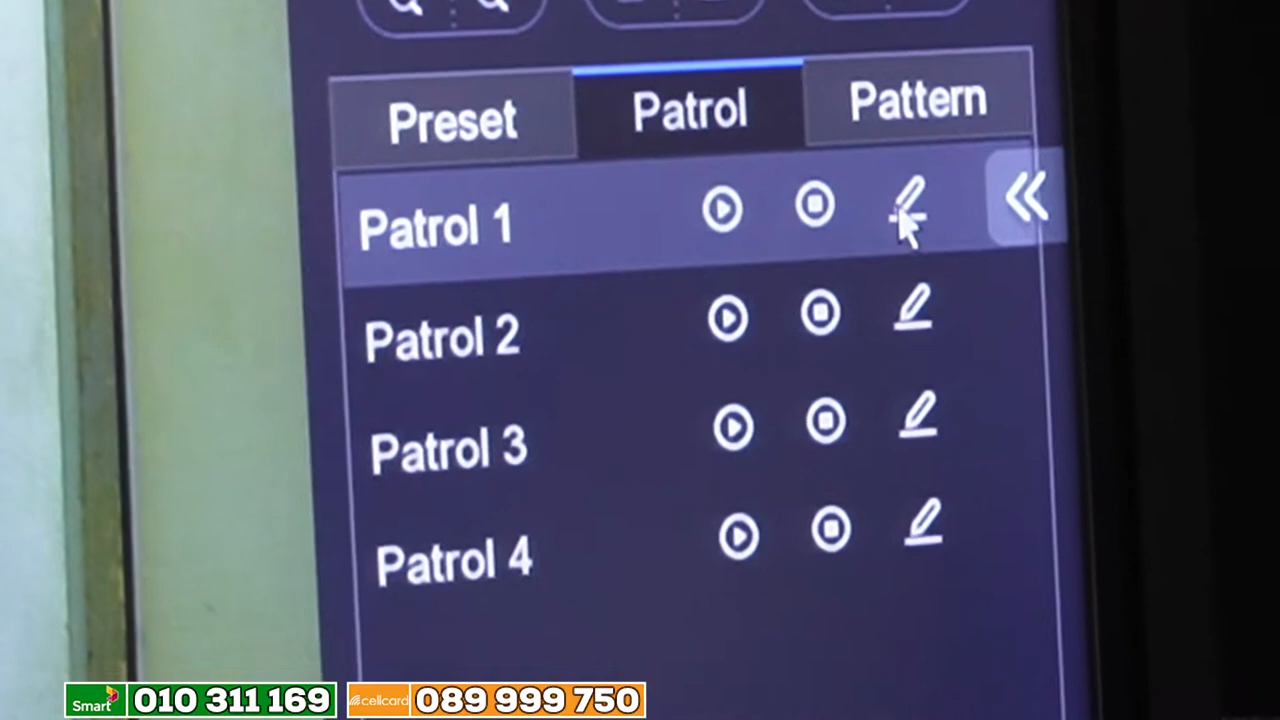 Preset
Patrol
Pattern
Patrol 1
Patrol 2
Patrol 3
Patrol 4
Smart 010 311 169
cellcard 089 999 750